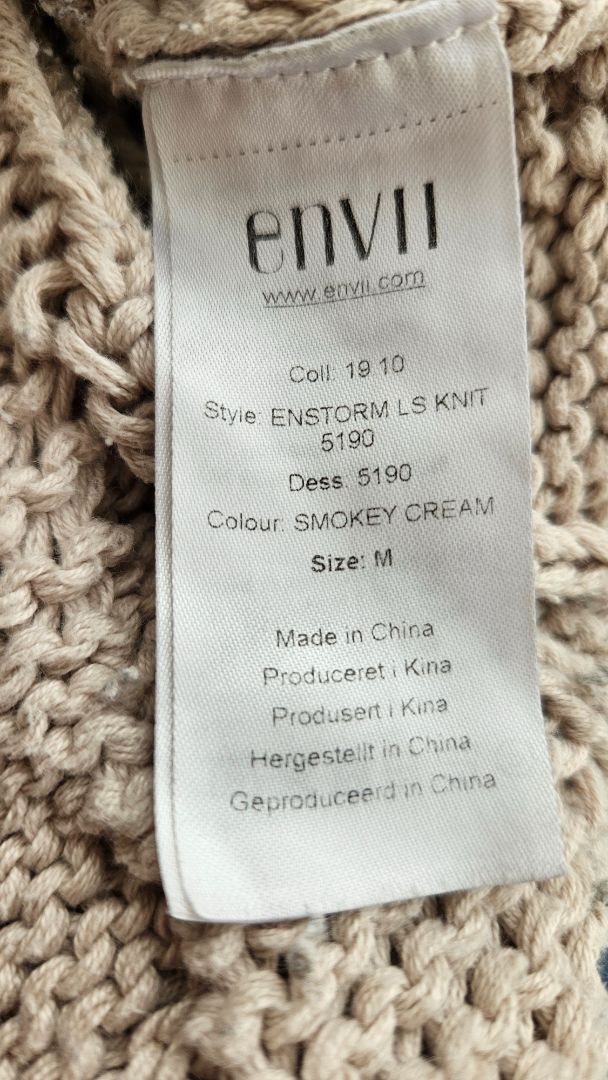 envii
www.envii.com
Coll: 19 10
Style: ENSTORM LS KNIT
5190
Dess: 5190
Colour: SMOKEY CREAM
Size: M
Made in China
Produceret i Kina
Produsert i Kina
Hergestellt in China
Geproduceerd in China